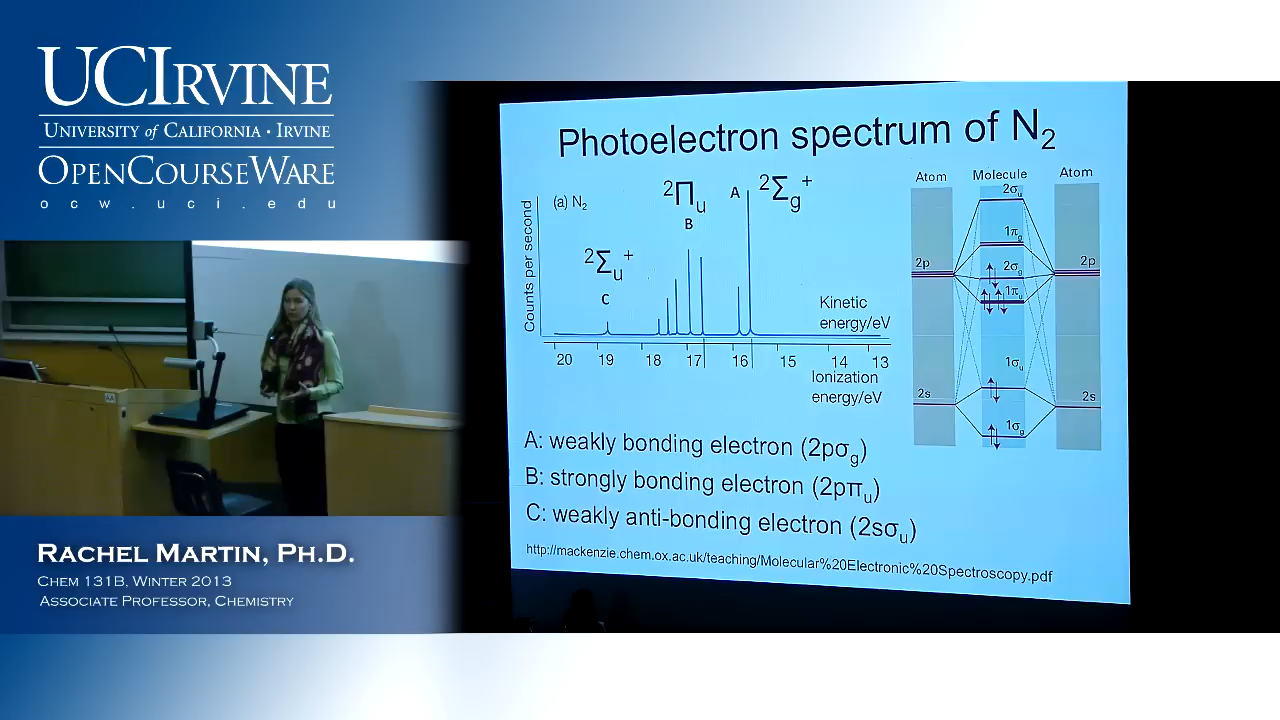 UCIRVINE
UNIVERSITY of CALIFORNIA · IRVINE
OPENCOURSEWARE
ocw.uci.edu
RACHEL MARTIN, PH.D.
CHEM 131B, WINTER 2013
ASSOCIATE PROFESSOR, CHEMISTRY
Photoelectron spectrum of N₂
Counts per second
(a) N₂
²Σᵤ⁺
C
²Πᵤ
B
A
²Σg⁺
Kinetic
energy/eV
20 19 18 17 16 15 14 13
Ionization
energy/eV
Atom Molecule Atom
2σᵤ
1πg
2p 2σg 2p
1πᵤ
1σᵤ
2s 2s
1σg
A: weakly bonding electron (2pσg)
B: strongly bonding electron (2pπᵤ)
C: weakly anti-bonding electron (2sσᵤ)
http://mackenzie.chem.ox.ac.uk/teaching/Molecular%20Electronic%20Spectroscopy.pdf
AA